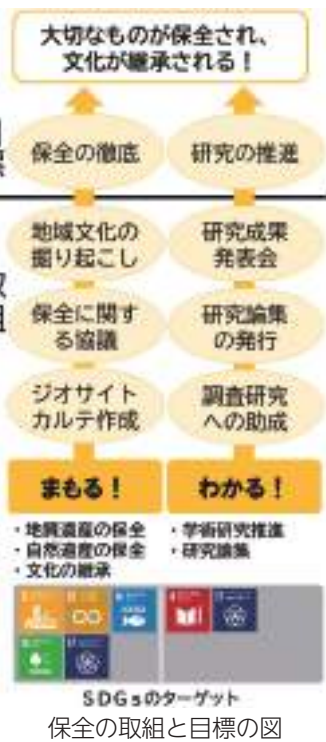 大切なものが保全され、
文化が継承される!
保全の徹底
研究の推進
地域文化の
掘り起こし
研究成果
発表会
保全に関す
る協議
研究論集
の発行
ジオサイト
カルテ作成
調査研究
への助成
まもる!
わかる!
・地質遺産の保全
・自然遺産の保全
・文化の継承
・学術研究推進
・研究論集
SDGsのターゲット
保全の取組と目標の図